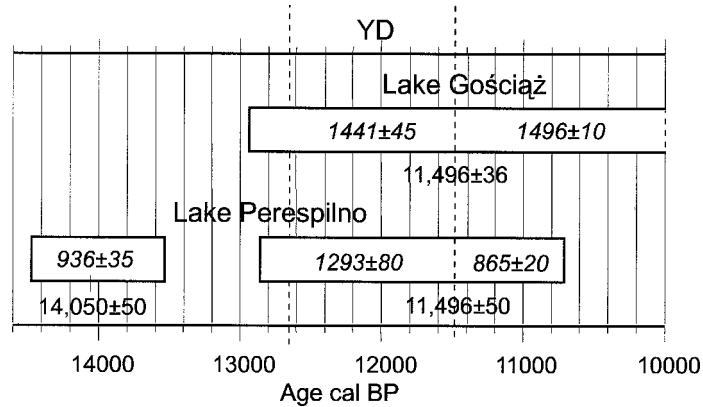 YD
Lake Gościąż
1441±45 1496±10
11,496±36
Lake Perespilno
936±35 1293±80 865±20
14,050±50 11,496±50
14000 13000 12000 11000 10000
Age cal BP